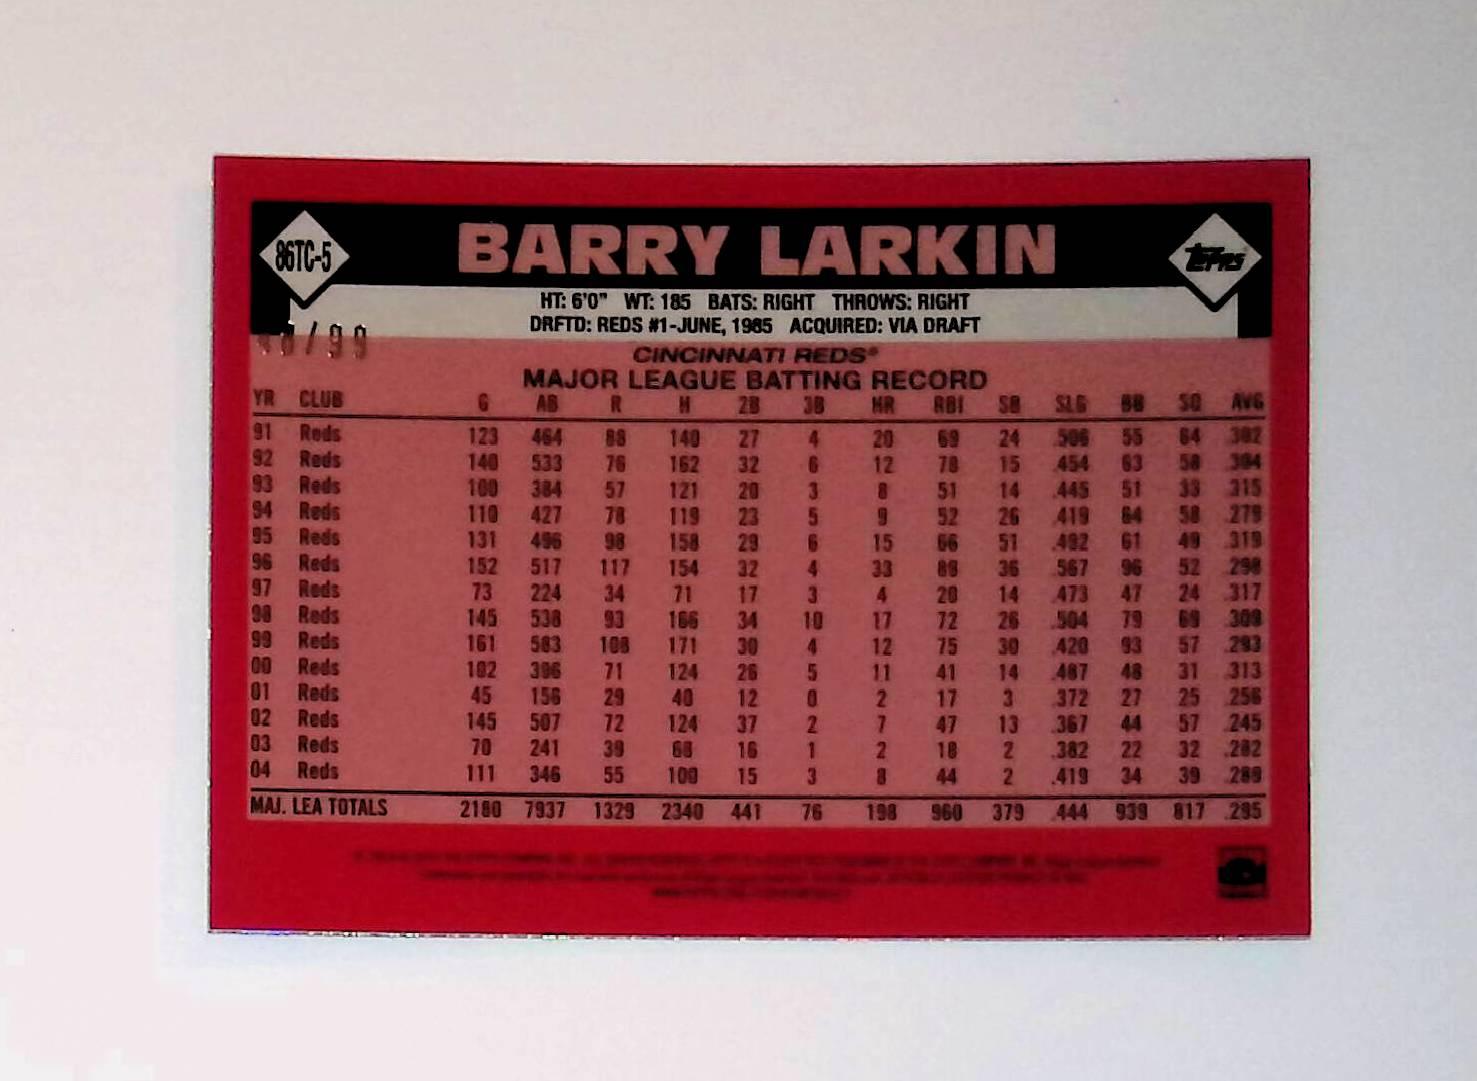 86TC-5
BARRY LARKIN
Topps
HT: 6'0" WT: 185 BATS: RIGHT THROWS: RIGHT
DRFTD: REDS #1-JUNE, 1985 ACQUIRED: VIA DRAFT
/99
CINCINNATI REDS®
MAJOR LEAGUE BATTING RECORD
YR CLUB G AB R H 2B 3B HR RBI SB SLG BB SO AVG
91 Reds 123 464 88 140 27 4 20 69 24 .506 55 64 .302
92 Reds 140 533 76 162 32 6 12 78 15 .454 63 58 .304
93 Reds 100 384 57 121 20 3 8 51 14 .445 51 33 .315
94 Reds 110 427 78 119 23 5 9 52 26 .419 64 58 .279
95 Reds 131 496 98 158 29 6 15 66 51 .492 61 49 .319
96 Reds 152 517 117 154 32 4 33 89 36 .567 96 52 .298
97 Reds 73 224 34 71 17 3 4 20 14 .473 47 24 .317
98 Reds 145 538 93 166 34 10 17 72 26 .504 79 69 .309
99 Reds 161 583 108 171 30 4 12 75 30 .420 93 57 .293
00 Reds 102 396 71 124 26 5 11 41 14 .487 48 31 .313
01 Reds 45 156 29 40 12 0 2 17 3 .372 27 25 .256
02 Reds 145 507 72 124 37 2 7 47 13 .367 44 57 .245
03 Reds 70 241 39 68 16 1 2 18 2 .382 22 32 .282
04 Reds 111 346 55 100 15 3 8 44 2 .419 34 39 .289
MAJ. LEA TOTALS 2180 7937 1329 2340 441 76 198 960 379 .444 939 817 .295